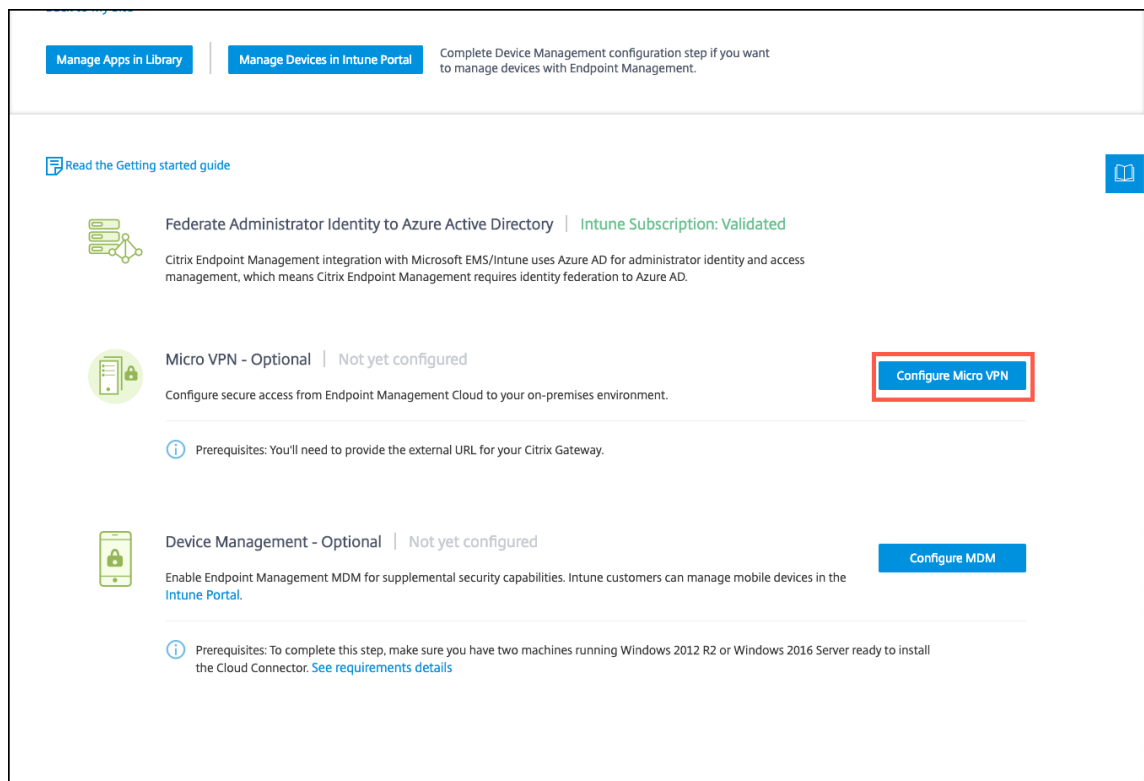 Back to My Site
Manage Apps in Library
Manage Devices in Intune Portal
Complete Device Management configuration step if you want
to manage devices with Endpoint Management.
Read the Getting started guide
Federate Administrator Identity to Azure Active Directory | Intune Subscription: Validated
Citrix Endpoint Management integration with Microsoft EMS/Intune uses Azure AD for administrator identity and access
management, which means Citrix Endpoint Management requires identity federation to Azure AD.
Micro VPN - Optional | Not yet configured
Configure Micro VPN
Configure secure access from Endpoint Management Cloud to your on-premises environment.
Prerequisites: You'll need to provide the external URL for your Citrix Gateway.
Device Management - Optional | Not yet configured
Configure MDM
Enable Endpoint Management MDM for supplemental security capabilities. Intune customers can manage mobile devices in the
Intune Portal.
Prerequisites: To complete this step, make sure you have two machines running Windows 2012 R2 or Windows 2016 Server ready to install
the Cloud Connector. See requirements details